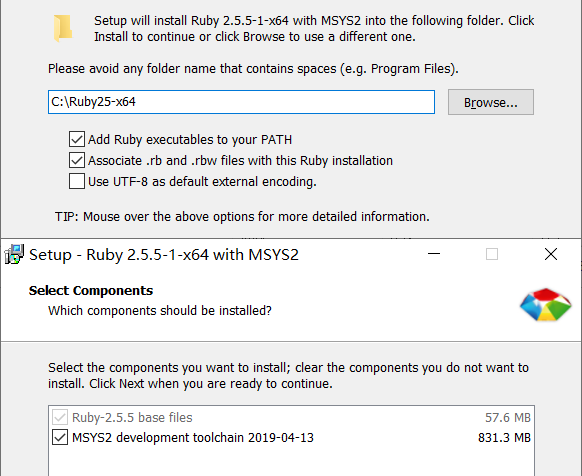 Setup will install Ruby 2.5.5-1-x64 with MSYS2 into the following folder. Click
Install to continue or click Browse to use a different one.
Please avoid any folder name that contains spaces (e.g. Program Files).
C:\Ruby25-x64
Browse...
Add Ruby executables to your PATH
Associate .rb and .rbw files with this Ruby installation
Use UTF-8 as default external encoding.
TIP: Mouse over the above options for more detailed information.
Setup - Ruby 2.5.5-1-x64 with MSYS2
Select Components
Which components should be installed?
Select the components you want to install; clear the components you do not want to
install. Click Next when you are ready to continue.
Ruby-2.5.5 base files 57.6 MB
MSYS2 development toolchain 2019-04-13 831.3 MB